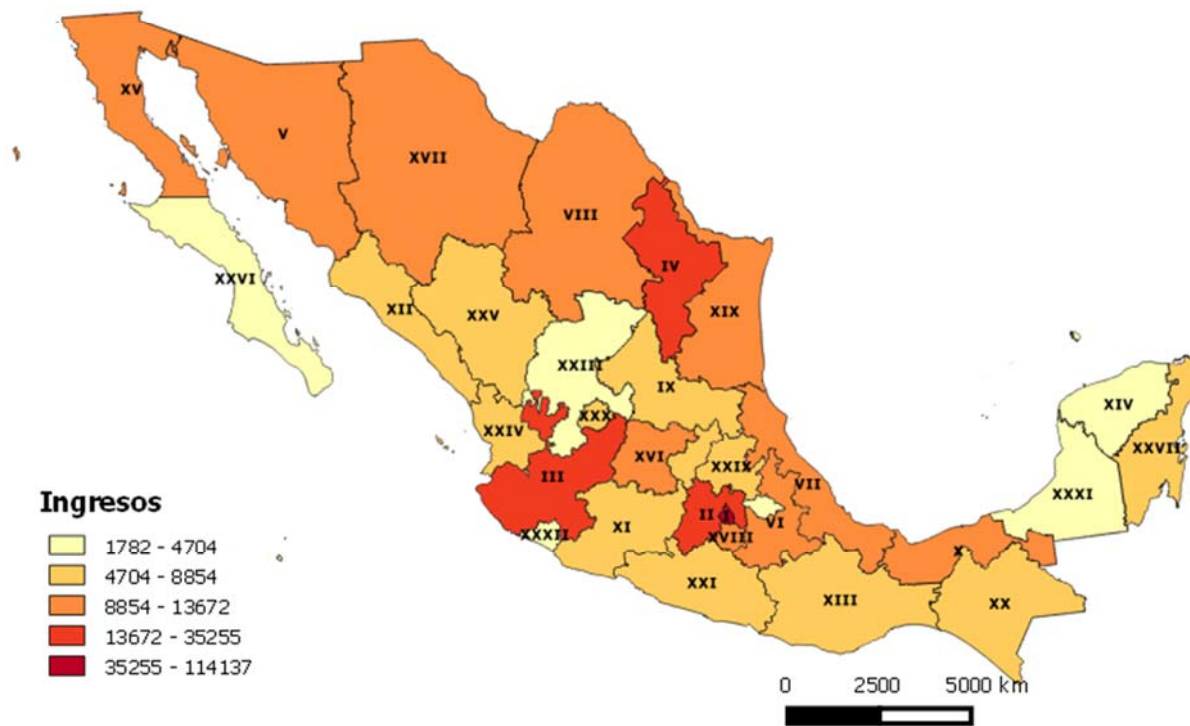 XV
V
XVII
VIII
IV
XXVI
XII
XXV
XIX
XXIII
IX
XXX
XXIV
XIV
XVI
XXIX
XXVII
III
VII
XXXI
II
I
VI
XXXII
XI
XVIII
X
XXI
XIII
XX
Ingresos
1782 - 4704
4704 - 8854
8854 - 13672
13672 - 35255
35255 - 114137
0 2500 5000 km